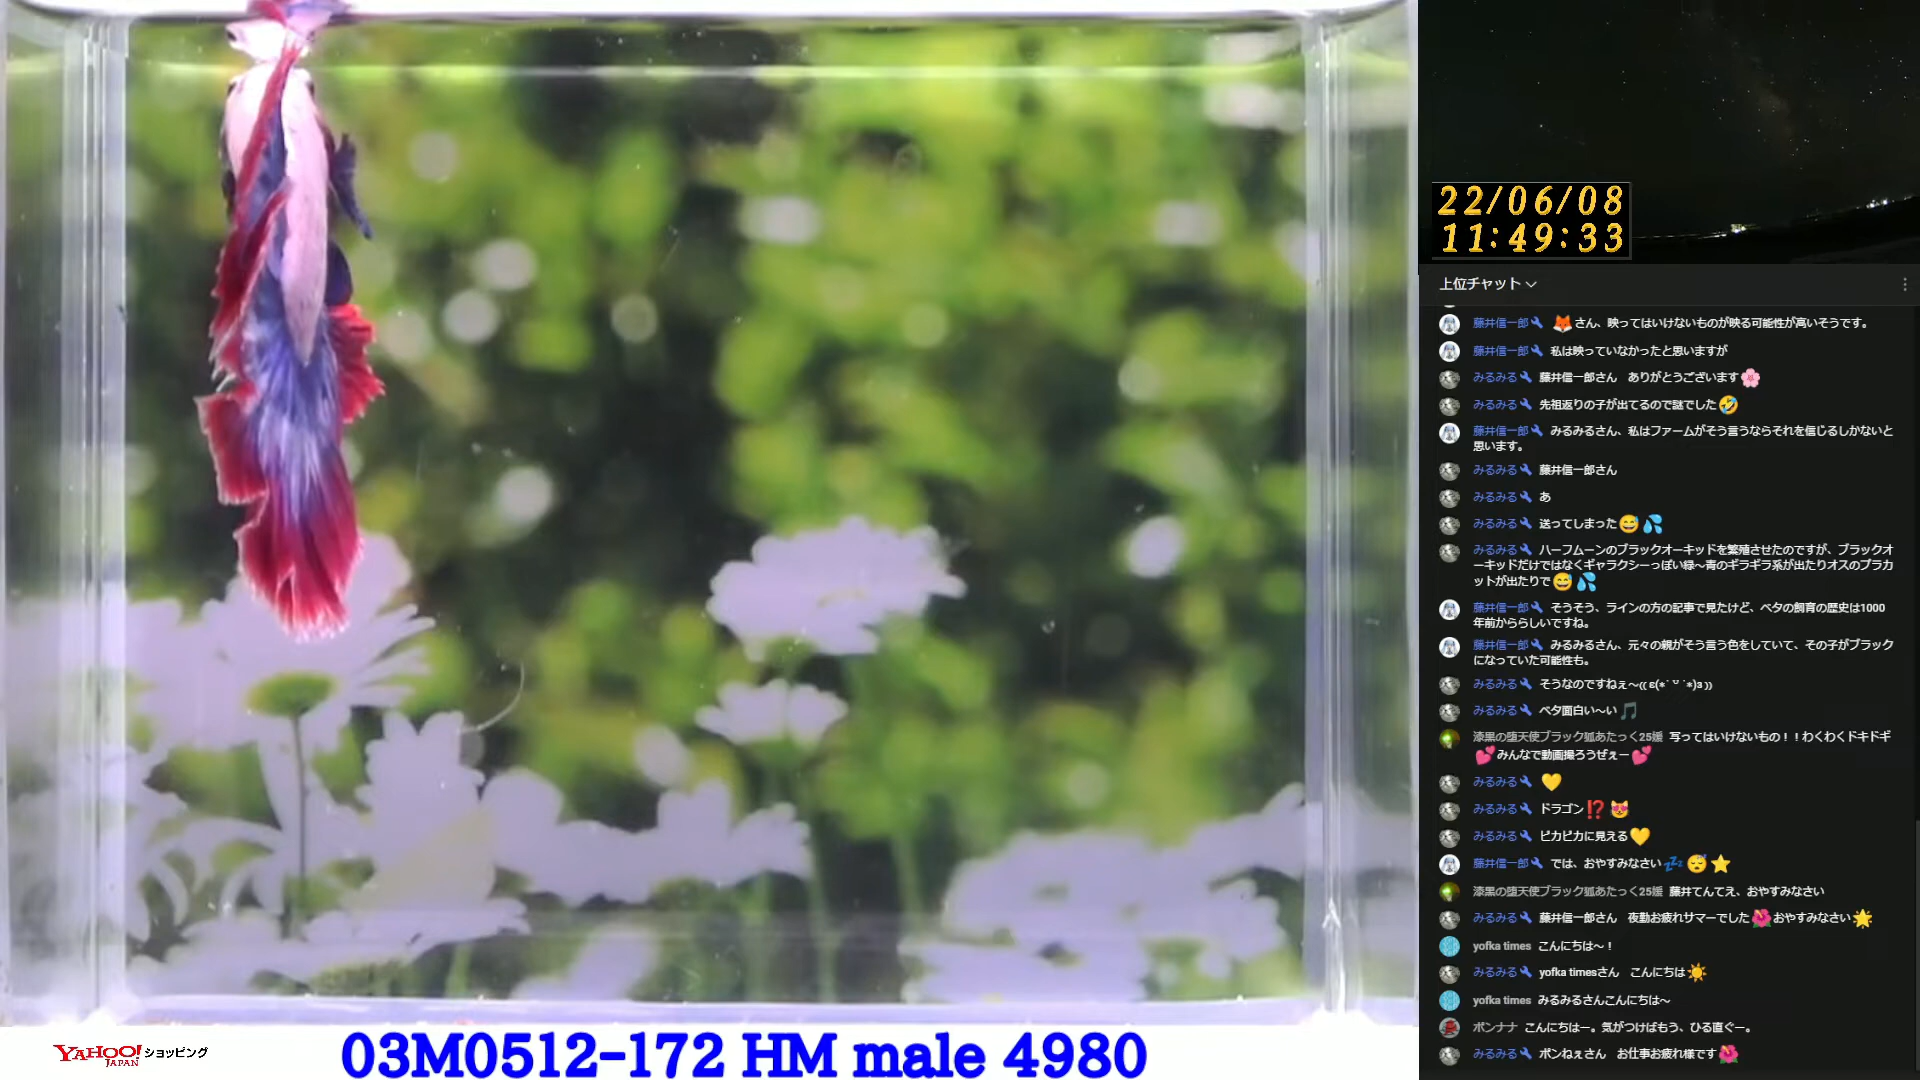 22/06/08
11:49:33
上位チャット
藤井信一郎 🦊さん、映ってはいけないものが映る可能性が高いそうです。
藤井信一郎 私は映っていなかったと思いますが
みるみる 藤井信一郎さん ありがとうございます🌸
みるみる 先祖返りの子が出てるので謎でした🤣
藤井信一郎 みるみるさん、私はファームがそう言うならそれを信じるしかないと
思います。
みるみる 藤井信一郎さん
みるみる あ
みるみる 送ってしまった😅💦
みるみる ハーフムーンのブラックオーキッドを繁殖させたのですが、ブラックオ
ーキッドだけではなくギャラクシーっぽい緑〜青のギラギラ系が出たりオスのプラカ
ットが出たりで😅💦
藤井信一郎 そうそう、ラインの方の記事で見たけど、ベタの飼育の歴史は1000
年前かららしいですね。
藤井信一郎 みるみるさん、元々の親がそう言う色をしていて、その子がブラック
になっていた可能性も。
みるみる そうなのですねぇ〜((ε(*˙ᵕ˙*)з))
みるみる ベタ面白い〜い🎵
漆黒の堕天使ブラック狐あたっく25媛 写ってはいけないもの！！わくわくドキドギ
💕みんなで動画撮ろうぜぇー💕
みるみる 💛
みるみる ドラゴン⁉️😻
みるみる ピカピカに見える💛
藤井信一郎 では、おやすみなさい💤😴⭐
漆黒の堕天使ブラック狐あたっく25媛 藤井てんてえ、おやすみなさい
みるみる 藤井信一郎さん 夜勤お疲れサマーでした🌺おやすみなさい🌟
yofka times こんにちは〜！
みるみる yofka timesさん こんにちは☀️
yofka times みるみるさんこんにちは〜
ポンナナ こんにちはー。気がつけばもう、ひる直ぐー。
みるみる ポンねぇさん お仕事お疲れ様です🌺
YAHOO! JAPAN ショッピング
03M0512-172 HM male 4980